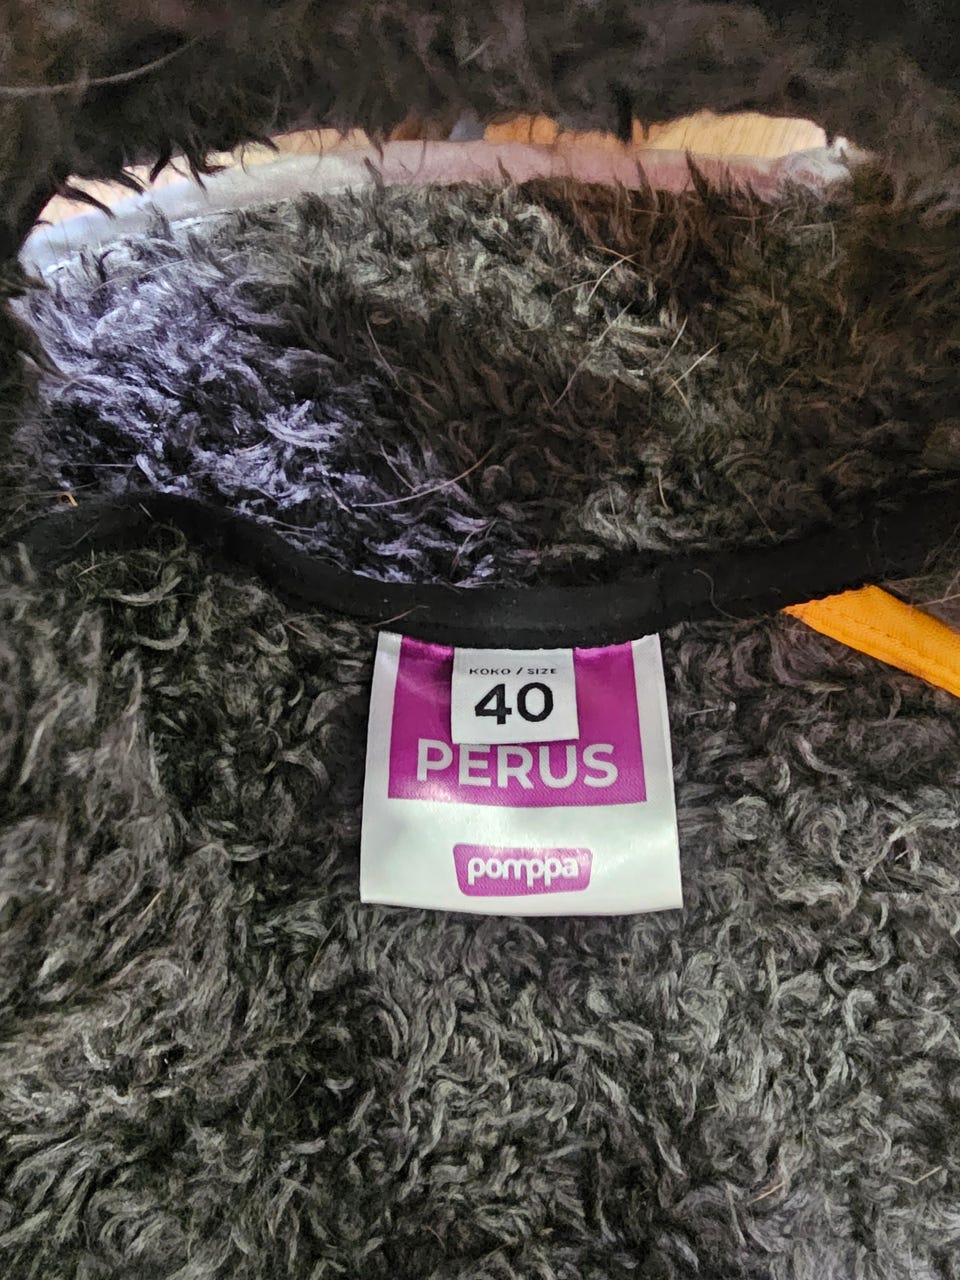 KOKO / SIZE
40
PERUS
pomppa